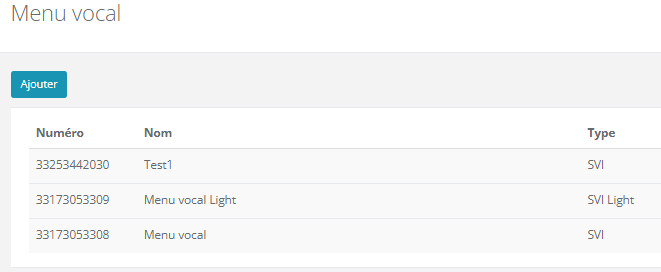 Menu vocal
Ajouter
Numéro Nom Type
33253442030 Test1 SVI
33173053309 Menu vocal Light SVI Light
33173053308 Menu vocal SVI